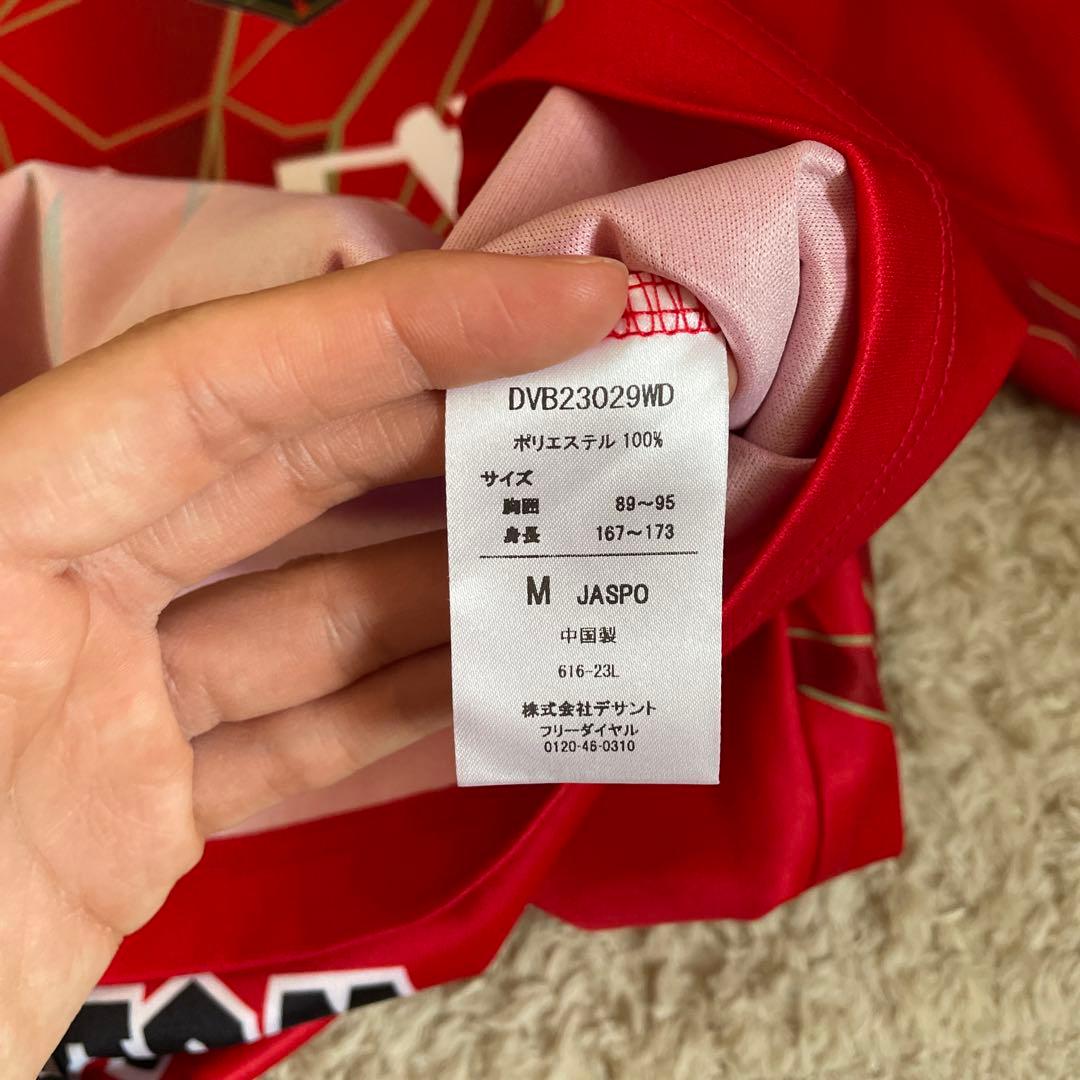 DVB23029WD
ポリエステル 100%
サイズ
胸囲 89～95
身長 167～173
M JASPO
中国製
616-23L
株式会社デサント
フリーダイヤル
0120-46-0310